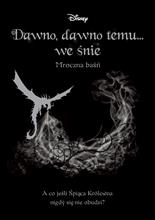 Disney
Dawno, dawno temu...
we śnie
Mroczna baśń
A co jeśli Śpiąca Królewna
nigdy się nie obudzi?